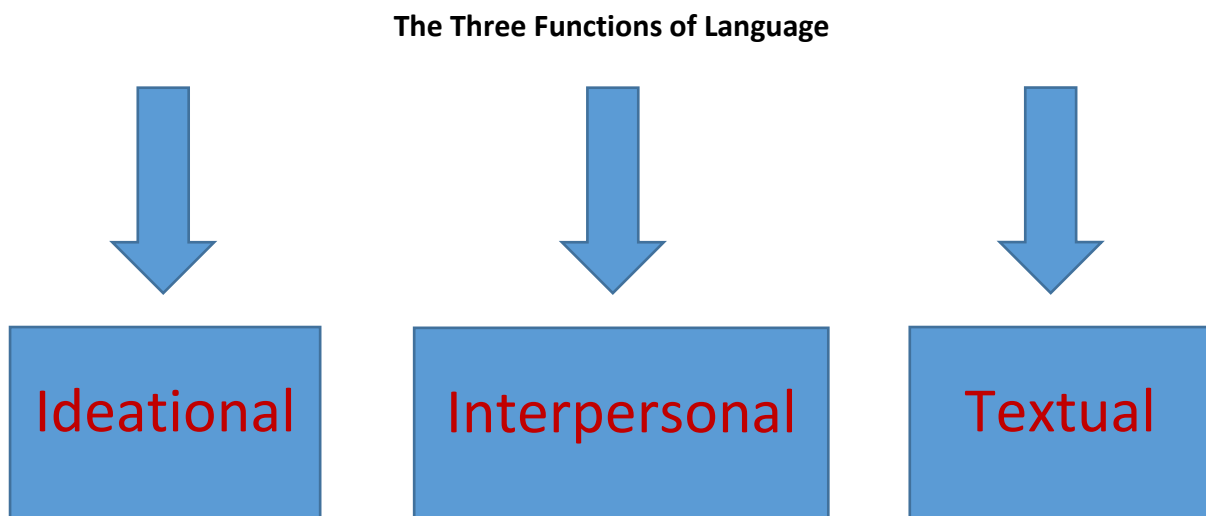 The Three Functions of Language
Ideational
Interpersonal
Textual